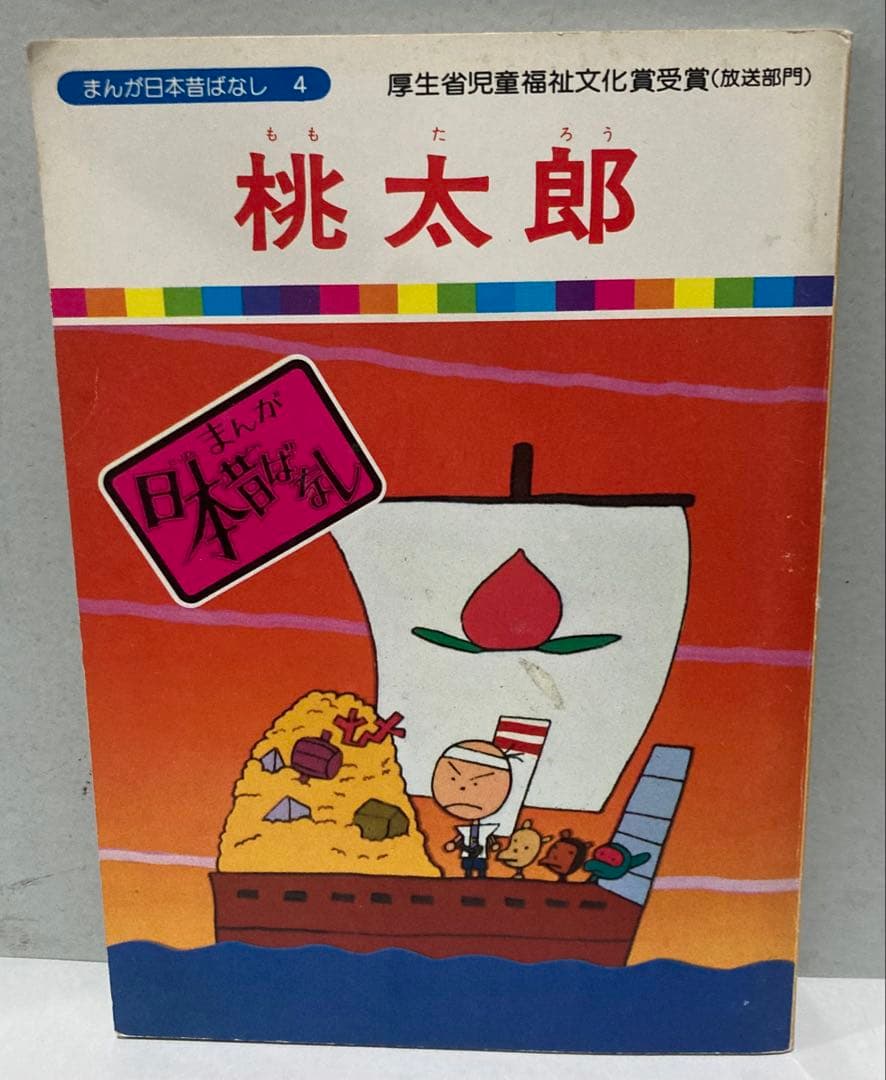 まんが日本昔ばなし 4
厚生省児童福祉文化賞受賞(放送部門)
もも た ろう
桃太郎
まんが
日本昔ばなし